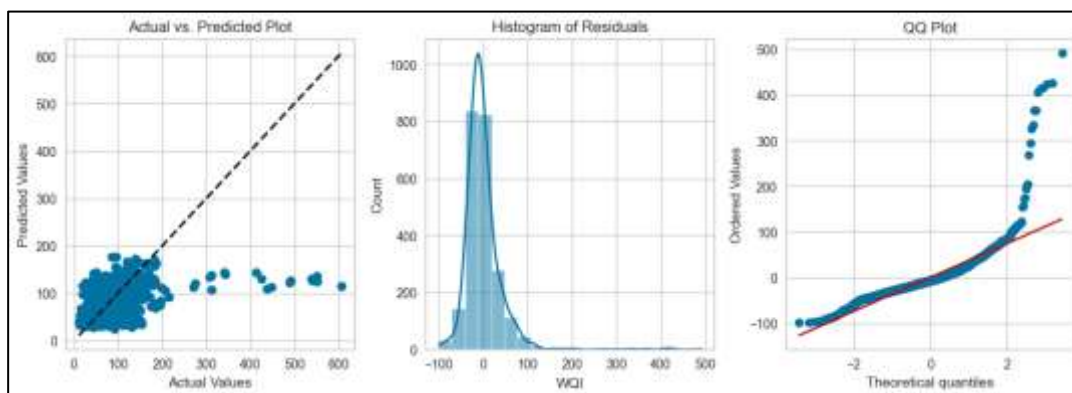 Actual vs. Predicted Plot
600
500
400
300
200
100
0
Predicted Values
0 100 200 300 400 500 600
Actual Values
Histogram of Residuals
1000
800
600
400
200
0
Count
-100 0 100 200 300 400 500
WQI
QQ Plot
500
400
300
200
100
0
−100
Ordered Values
−2 0 2
Theoretical quantiles